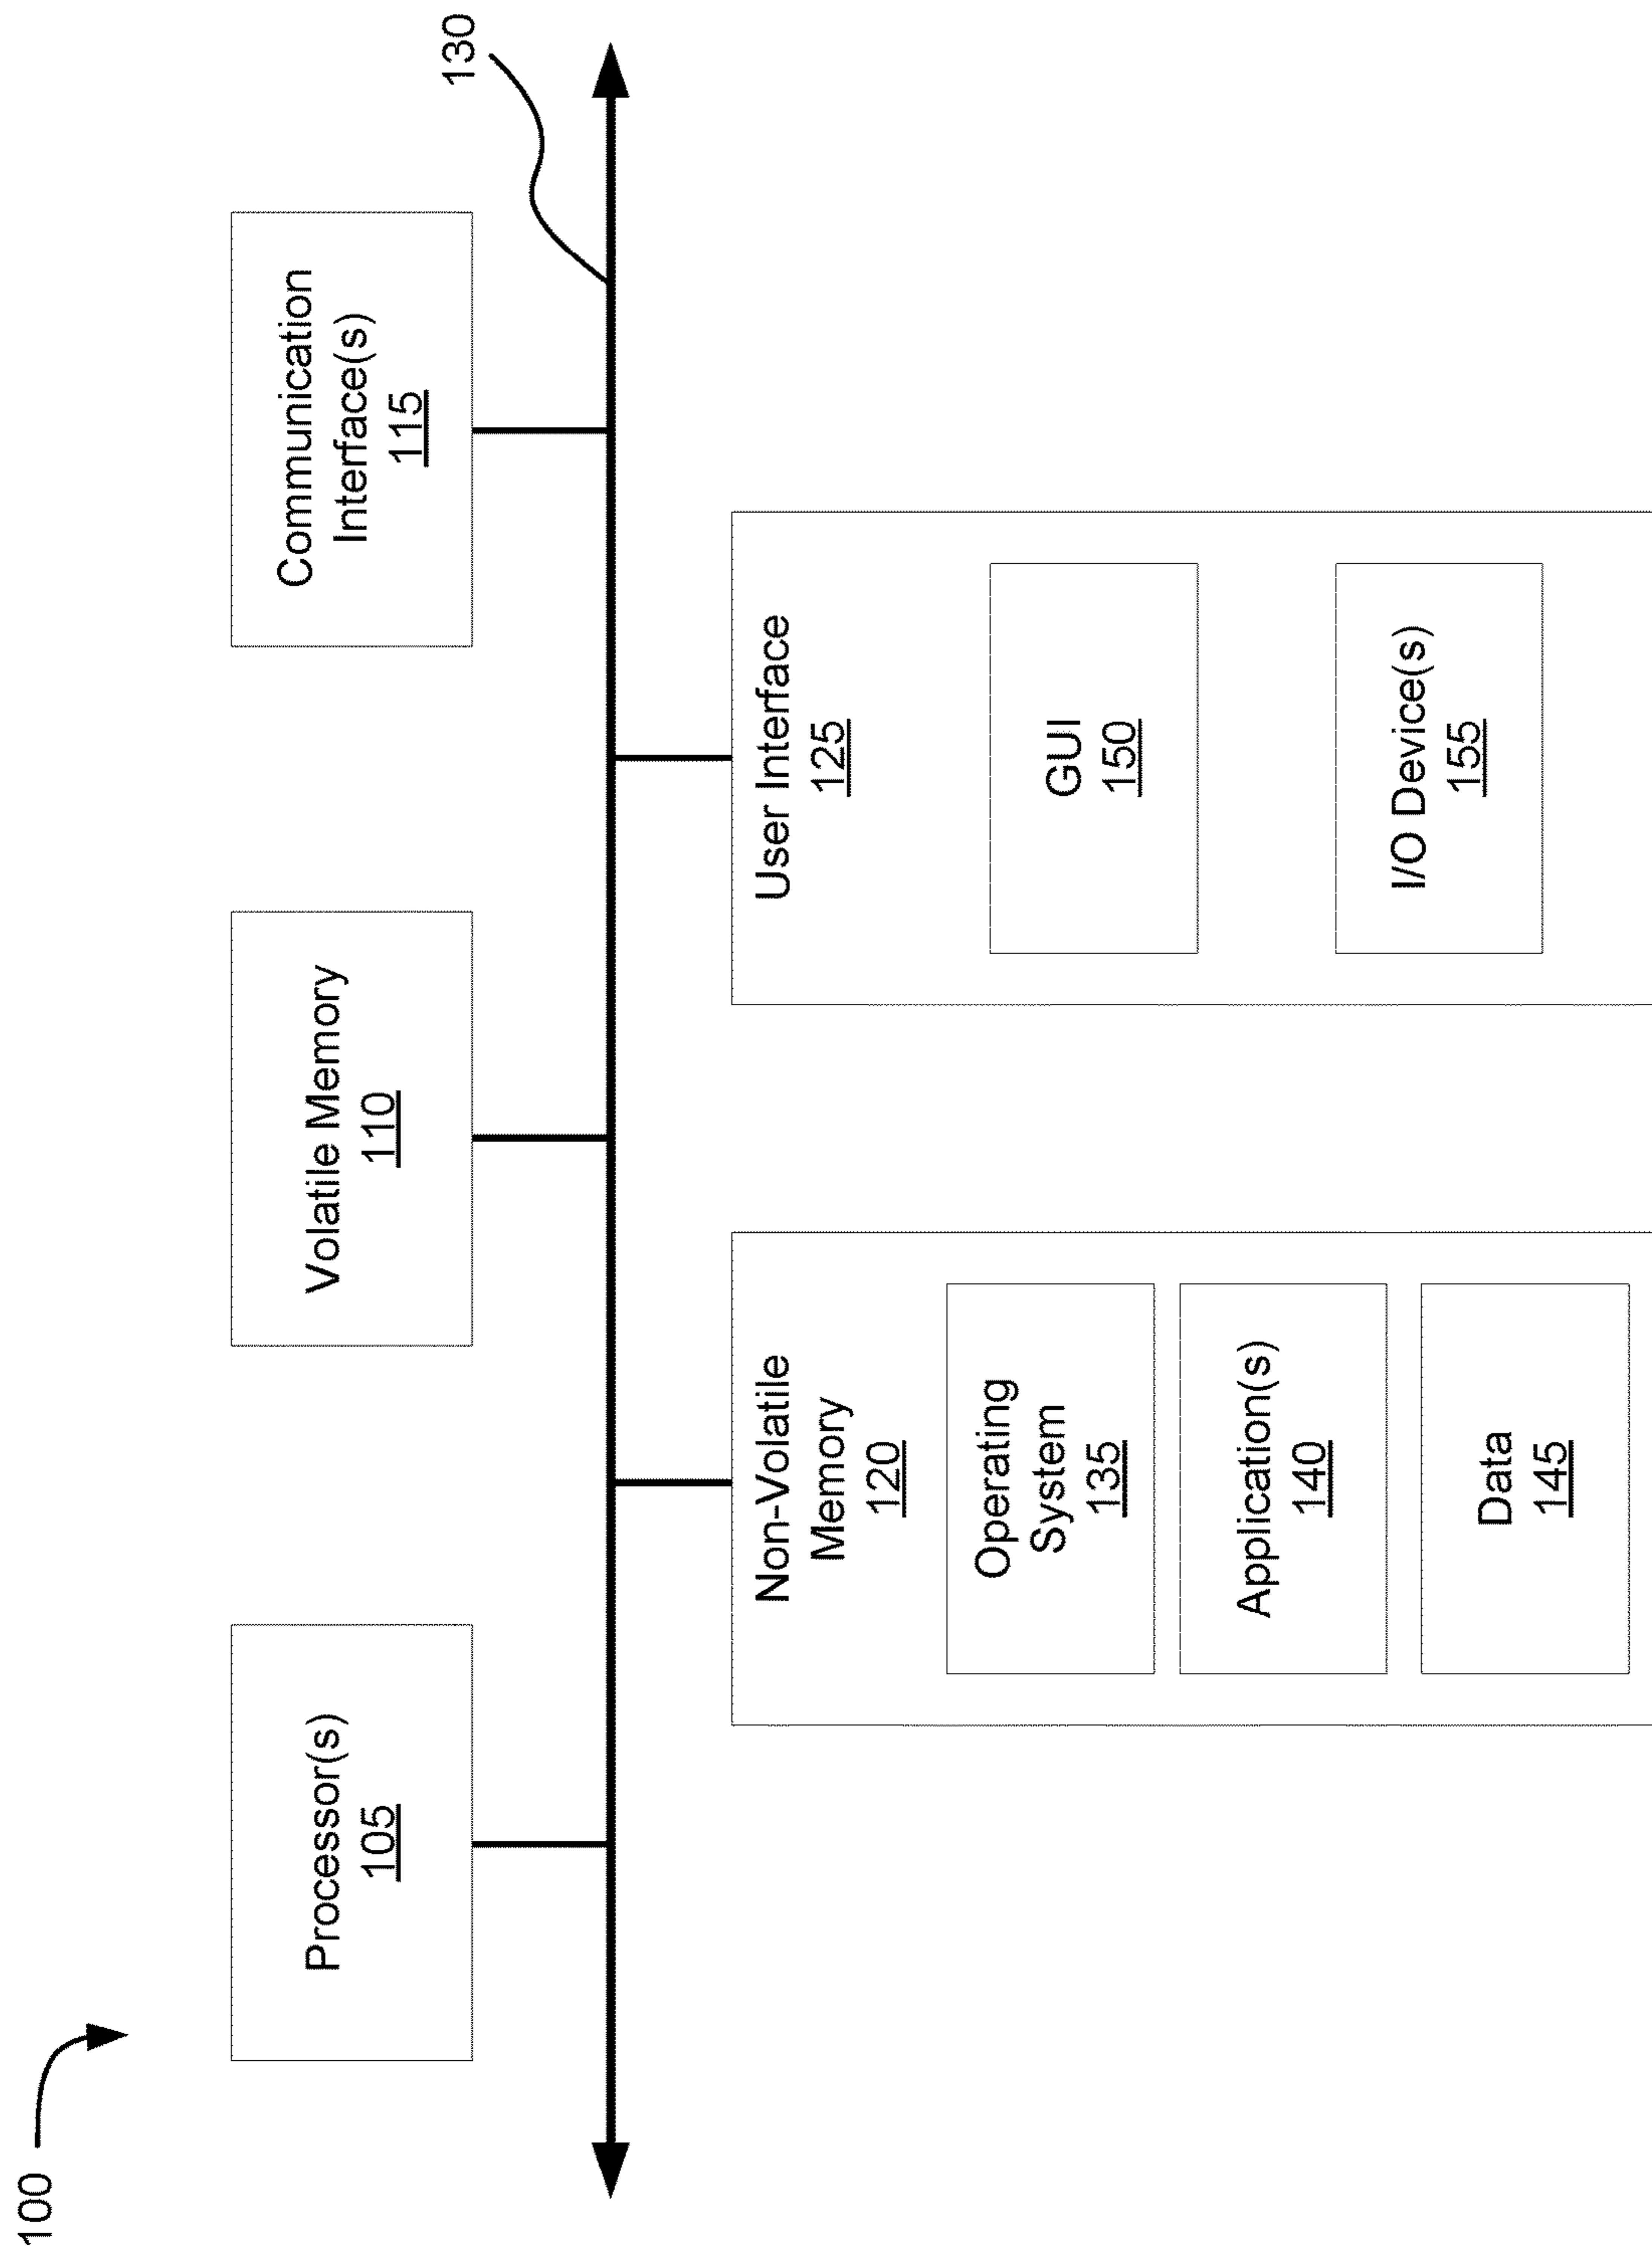 100
Processor(s)
105
Volatile Memory
110
Communication
Interface(s)
115
130
Non-Volatile
Memory
120
Operating
System
135
Application(s)
140
Data
145
User Interface
125
GUI
150
I/O Device(s)
155